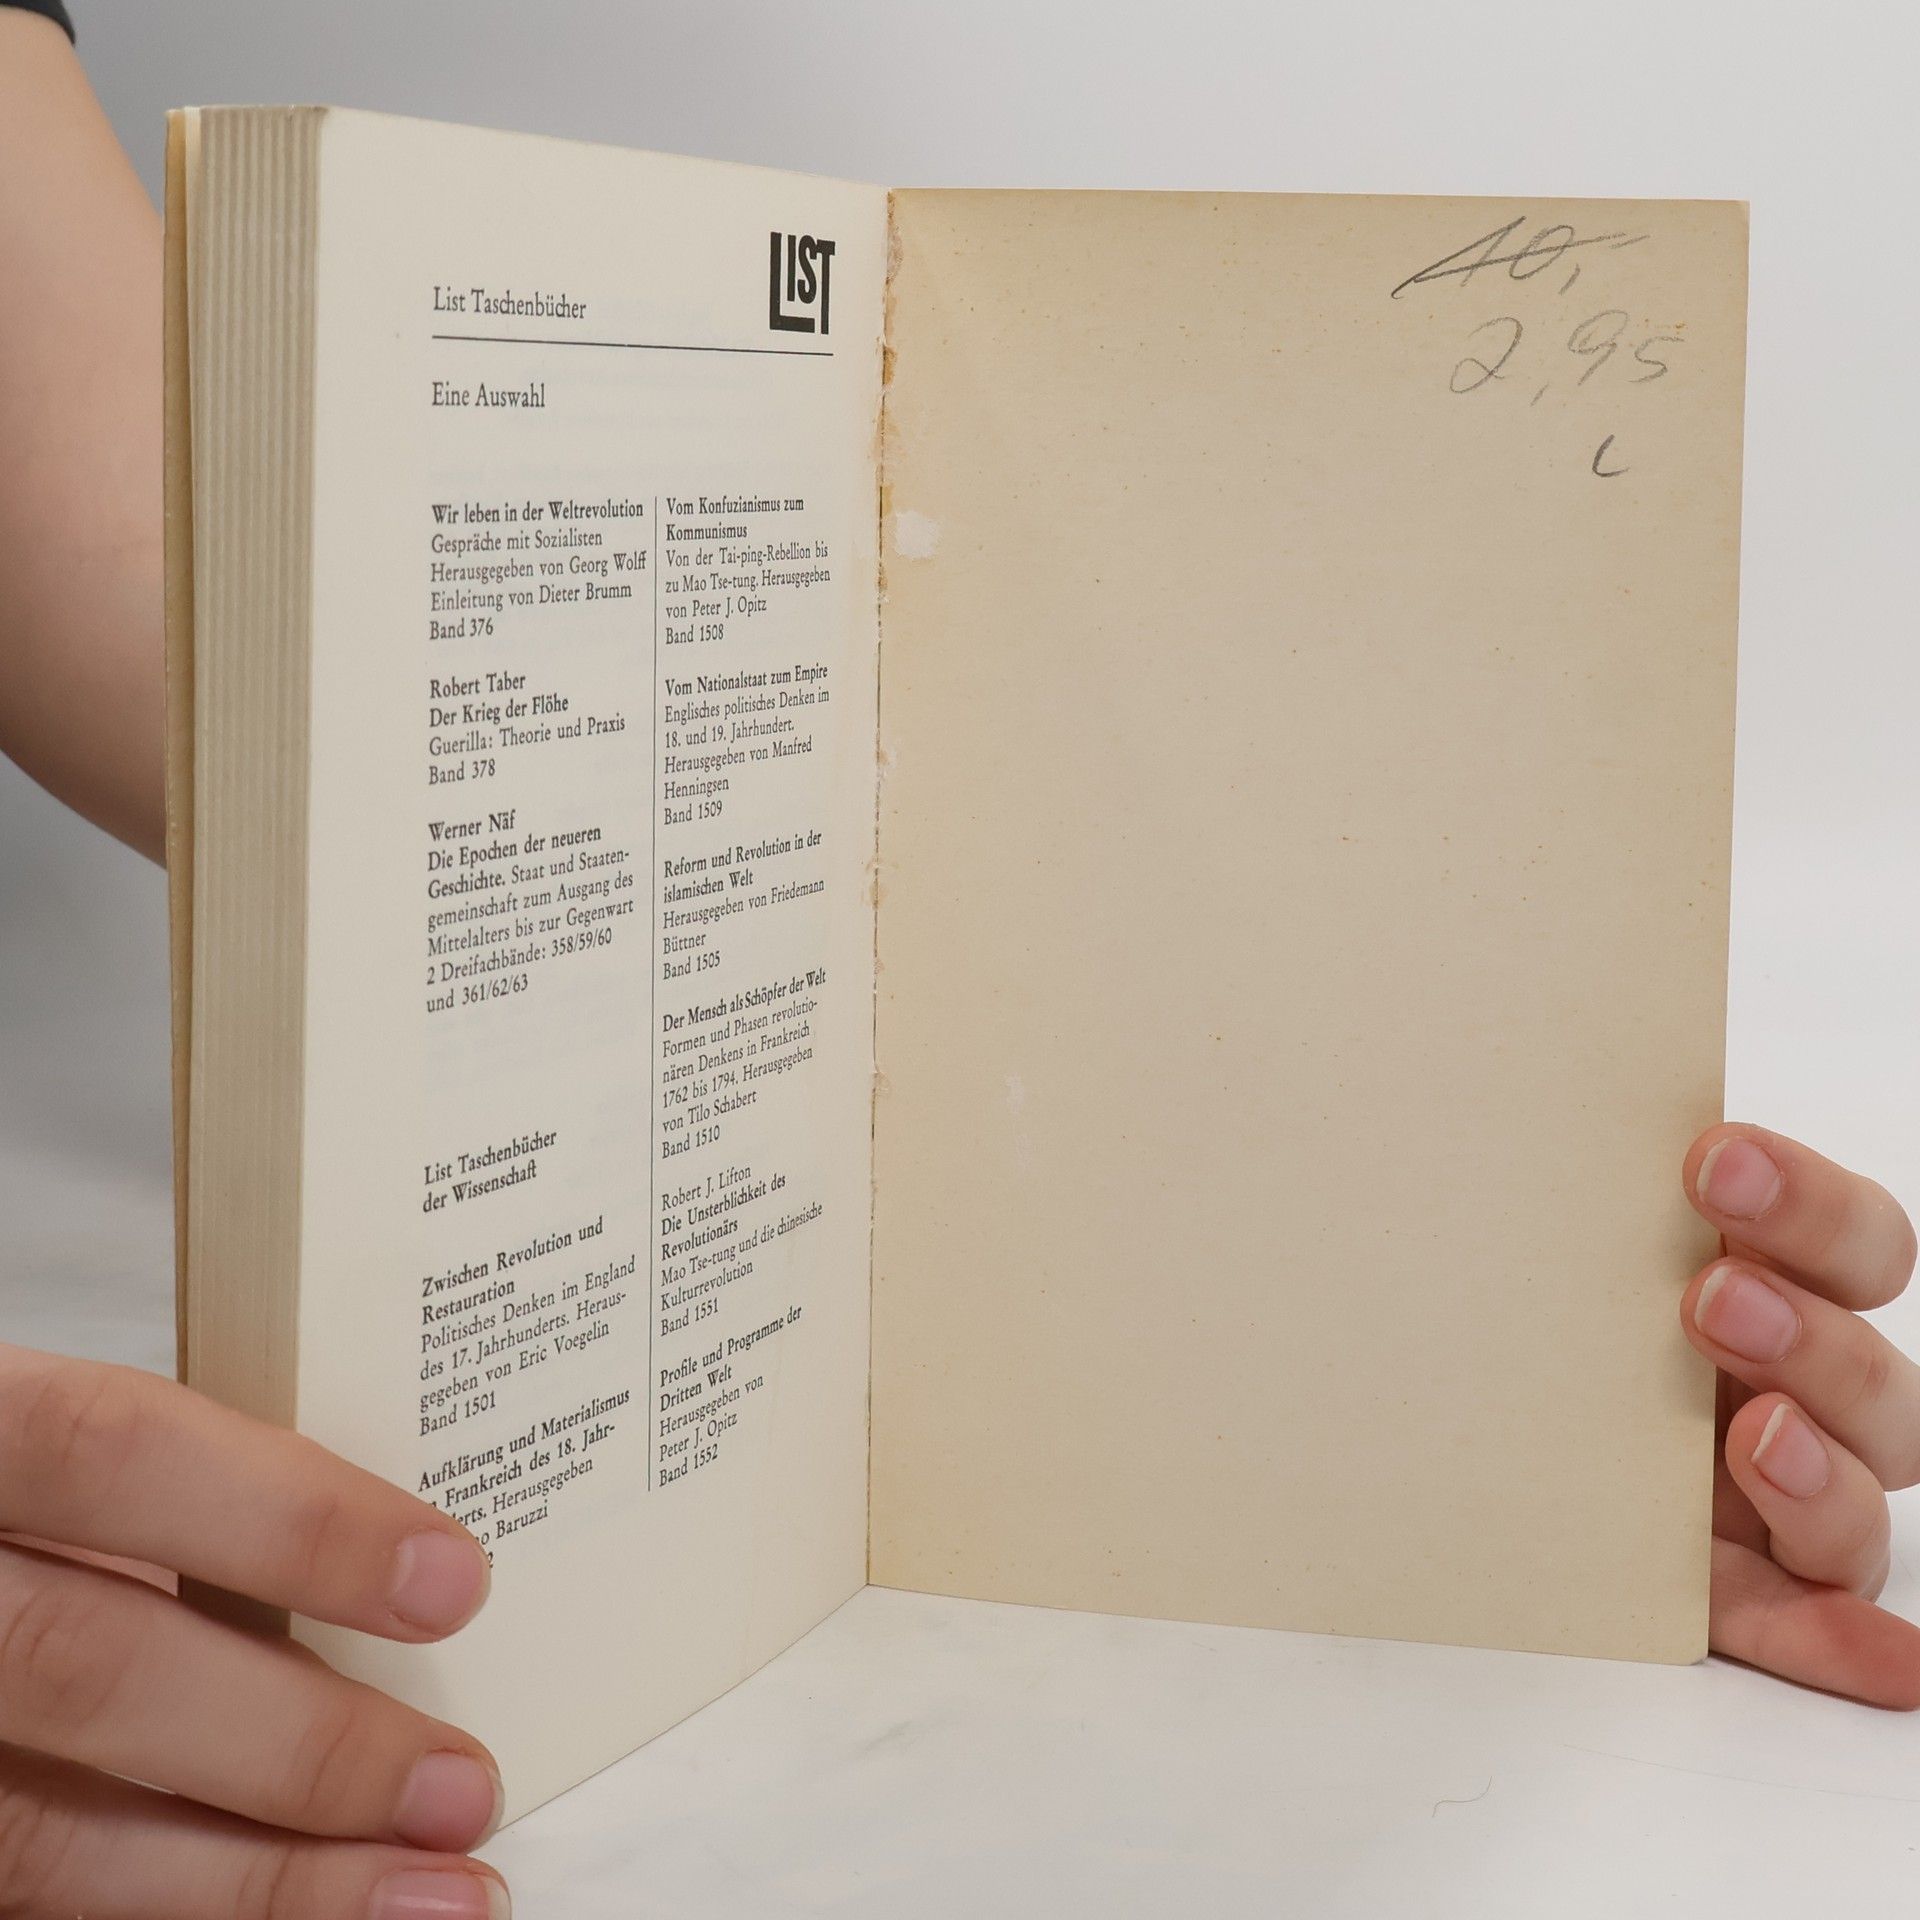 List Taschenbücher
LIST
Eine Auswahl
Wir leben in der Weltrevolution
Gespräche mit Sozialisten
Herausgegeben von Georg Wolff
Einleitung von Dieter Brumm
Band 376
Robert Taber
Der Krieg der Flöhe
Guerilla: Theorie und Praxis
Band 378
Werner Näf
Die Epochen der neueren
Geschichte. Staat und Staaten-
gemeinschaft zum Ausgang des
Mittelalters bis zur Gegenwart
2 Dreifachbände: 358/59/60
und 361/62/63
List Taschenbücher
der Wissenschaft
Zwischen Revolution und
Restauration
Politisches Denken im England
des 17. Jahrhunderts. Heraus-
gegeben von Eric Voegelin
Band 1501
Aufklärung und Materialismus
Frankreich des 18. Jahr-
Herausgegeben
Baruzzi
Vom Konfuzianismus zum
Kommunismus
Von der Tai-ping-Rebellion bis
zu Mao Tse-tung. Herausgegeben
von Peter J. Opitz
Band 1508
Vom Nationalstaat zum Empire
Englisches politisches Denken im
18. und 19. Jahrhundert.
Herausgegeben von Manfred
Henningsen
Band 1509
Reform und Revolution in der
islamischen Welt
Herausgegeben von Friedemann
Büttner
Band 1505
Der Mensch als Schöpfer der Welt
Formen und Phasen revolutio-
nären Denkens in Frankreich
1762 bis 1794. Herausgegeben
von Tilo Schabert
Band 1510
Robert J. Lifton
Die Unsterblichkeit des
Revolutionärs
Mao Tse-tung und die chinesische
Kulturrevolution
Band 1551
Profile und Programme der
Dritten Welt
Herausgegeben von
Peter J. Opitz
Band 1552
10,-
2,95